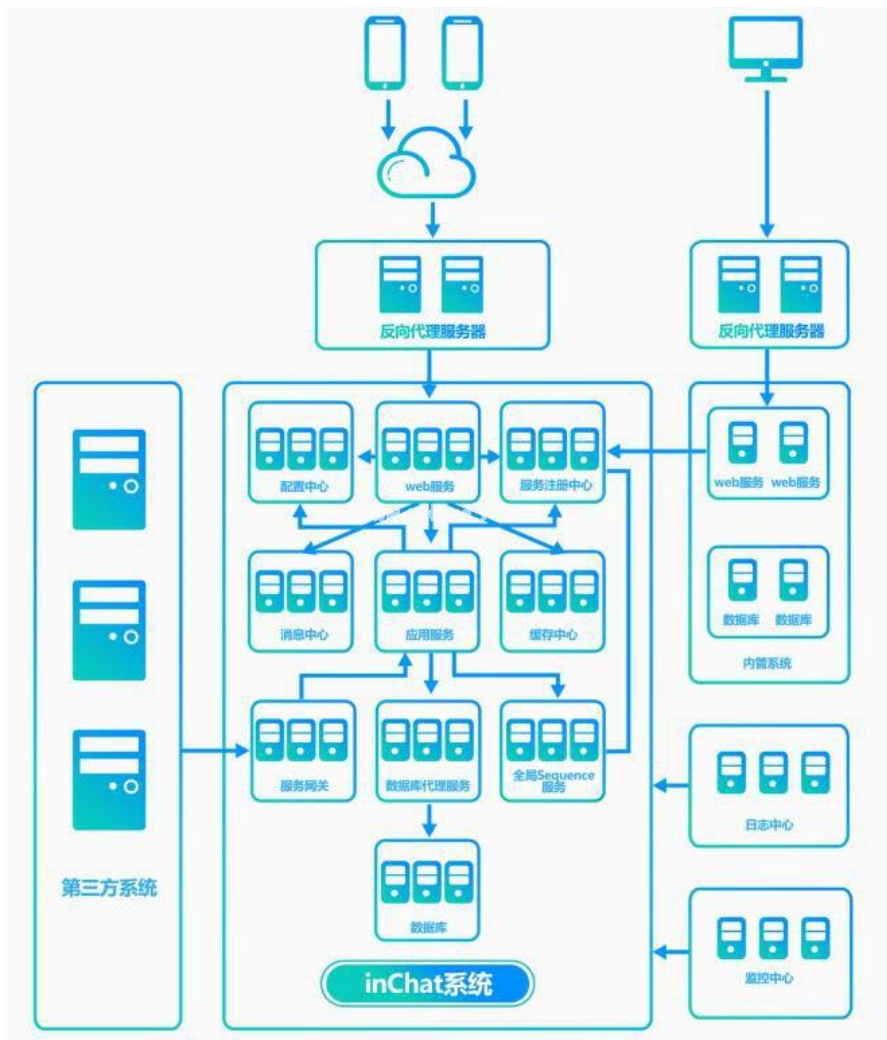 反向代理服务器
反向代理服务器
配置中心
web服务
服务注册中心
web服务 web服务
消息中心
应用服务
缓存中心
数据库 数据库
内管系统
服务网关
数据库代理服务
全局Sequence
服务
日志中心
第三方系统
数据库
监控中心
inChat系统